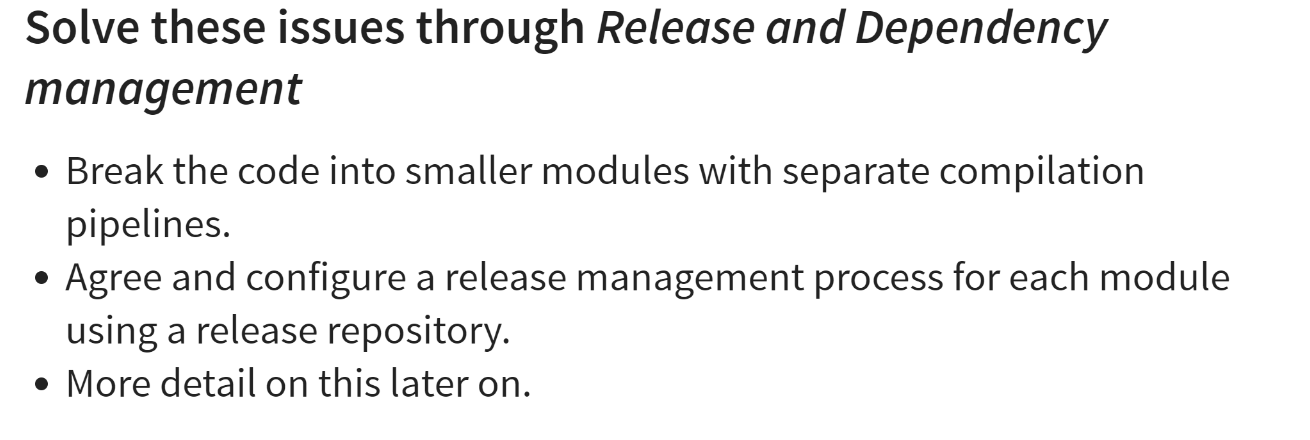 Solve these issues through Release and Dependency
management
• Break the code into smaller modules with separate compilation
pipelines.
• Agree and configure a release management process for each module
using a release repository.
• More detail on this later on.